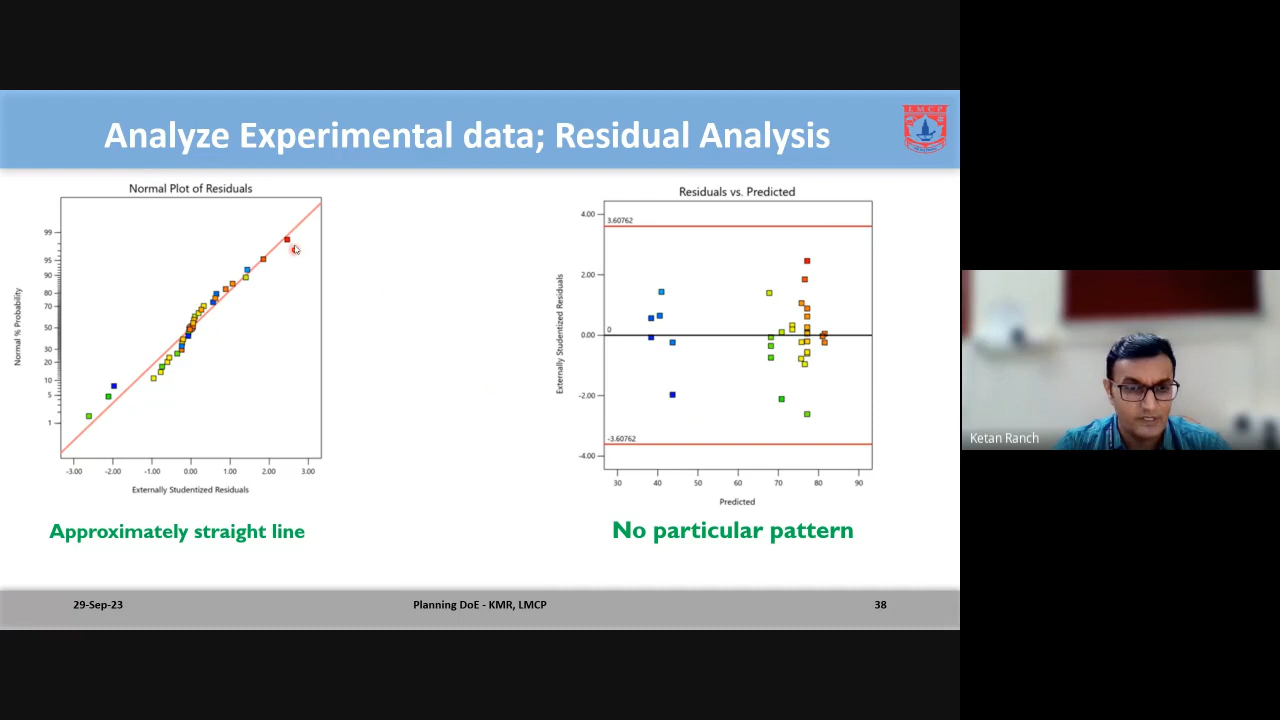 Analyze Experimental data; Residual Analysis
LMCP
Normal Plot of Residuals
Normal % Probability
99
95
90
80
70
50
30
20
10
5
1
-3.00 -2.00 -1.00 0.00 1.00 2.00 3.00
Externally Studentized Residuals
Approximately straight line
Residuals vs. Predicted
Externally Studentized Residuals
4.00
3.60762
2.00
0
0.00
-2.00
-3.60762
-4.00
30 40 50 60 70 80 90
Predicted
No particular pattern
Ketan Ranch
29-Sep-23 Planning DoE - KMR, LMCP 38